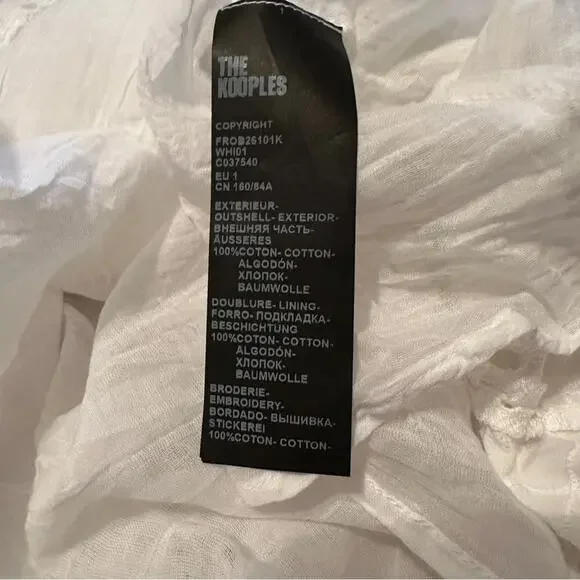 THE
KOOPLES
COPYRIGHT
FROB26101K
WHI01
C037540
EU 1
CN 160/84A
EXTERIEUR-
OUTSHELL- EXTERIOR-
ВНЕШНЯЯ ЧАСТЬ-
ÄUSSERES
100%COTON- COTTON-
ALGODÓN-
ХЛОПОК-
BAUMWOLLE
DOUBLURE- LINING-
FORRO- ПОДКЛАДКА-
BESCHICHTUNG
100%COTON- COTTON-
ALGODÓN-
ХЛОПОК-
BAUMWOLLE
BRODERIE-
EMBROIDERY-
BORDADO- ВЫШИВКА-
STICKEREI
100%COTON- COTTON-